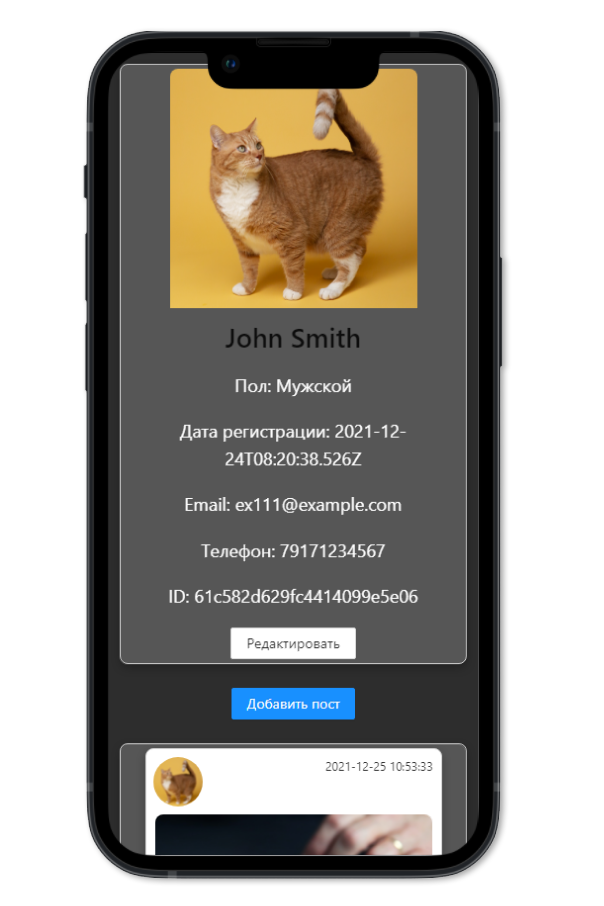 John Smith
Пол: Мужской
Дата регистрации: 2021-12-
24T08:20:38.526Z
Email: ex111@example.com
Телефон: 79171234567
ID: 61c582d629fc4414099e5e06
Редактировать
Добавить пост
2021-12-25 10:53:33